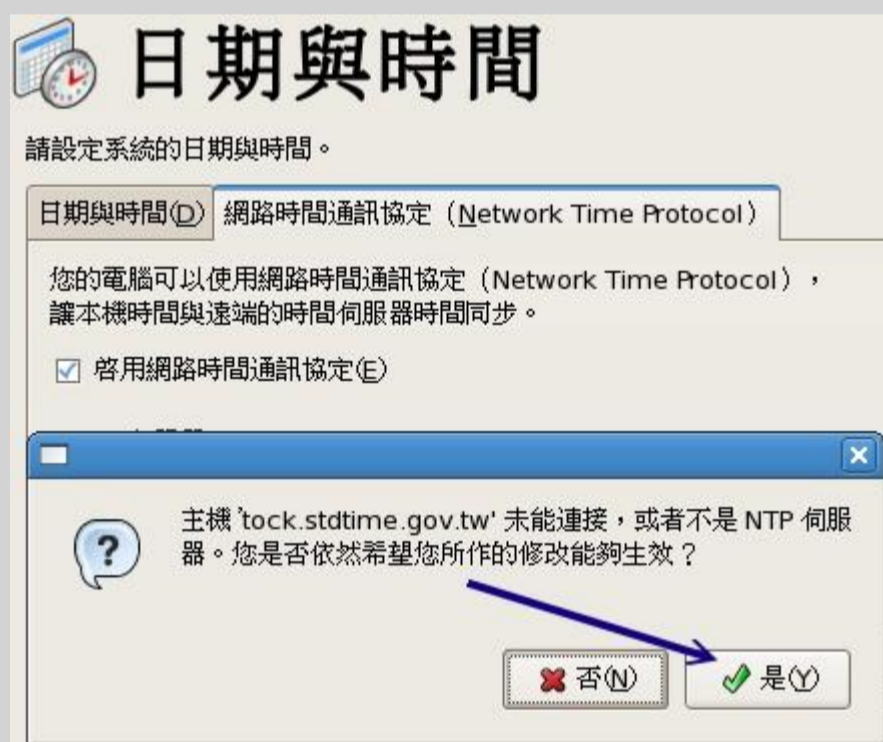 日期與時間
請設定系統的日期與時間。
日期與時間(D) 網路時間通訊協定（Network Time Protocol）
您的電腦可以使用網路時間通訊協定（Network Time Protocol），
讓本機時間與遠端的時間伺服器時間同步。
啓用網路時間通訊協定(E)
主機 'tock.stdtime.gov.tw' 未能連接，或者不是 NTP 伺服
器。您是否依然希望您所作的修改能夠生效？
否(N) 是(Y)